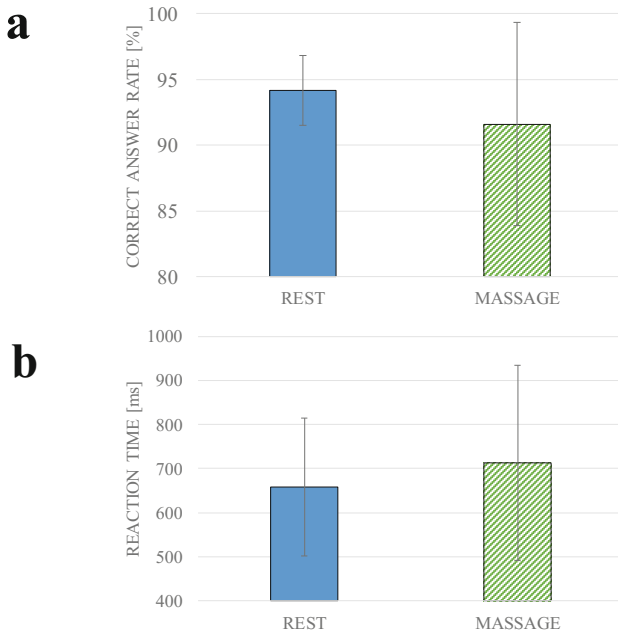 a
CORRECT ANSWER RATE [%]
100
95
90
85
80
REST MASSAGE
b
REACTION TIME [ms]
1000
900
800
700
600
500
400
REST MASSAGE